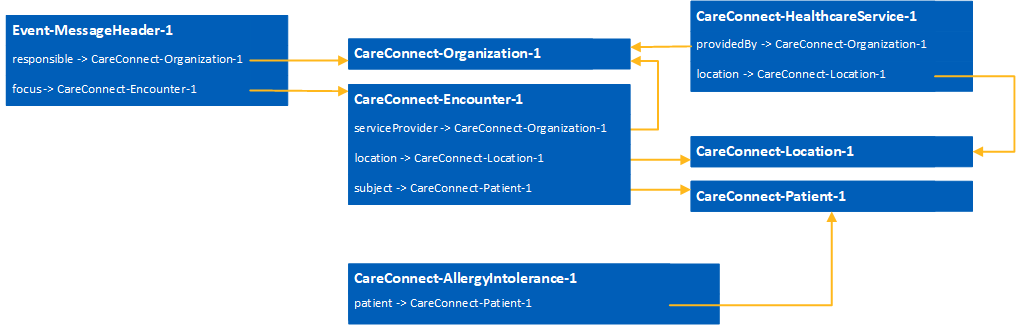 Event-MessageHeader-1
responsible -> CareConnect-Organization-1
focus-> CareConnect-Encounter-1
CareConnect-Organization-1
CareConnect-Encounter-1
serviceProvider -> CareConnect-Organization-1
location -> CareConnect-Location-1
subject -> CareConnect-Patient-1
CareConnect-HealthcareService-1
providedBy -> CareConnect-Organization-1
location -> CareConnect-Location-1
CareConnect-Location-1
CareConnect-Patient-1
CareConnect-AllergyIntolerance-1
patient -> CareConnect-Patient-1